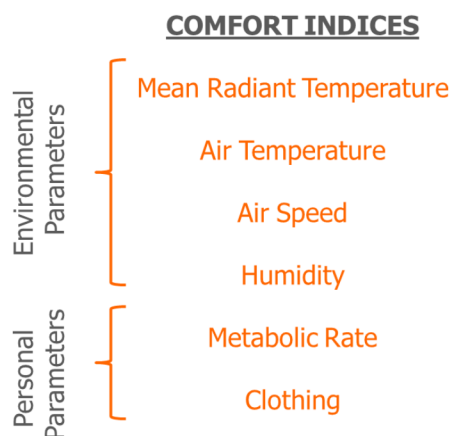 COMFORT INDICES
Environmental
Parameters
Mean Radiant Temperature
Air Temperature
Air Speed
Humidity
Personal
Parameters
Metabolic Rate
Clothing